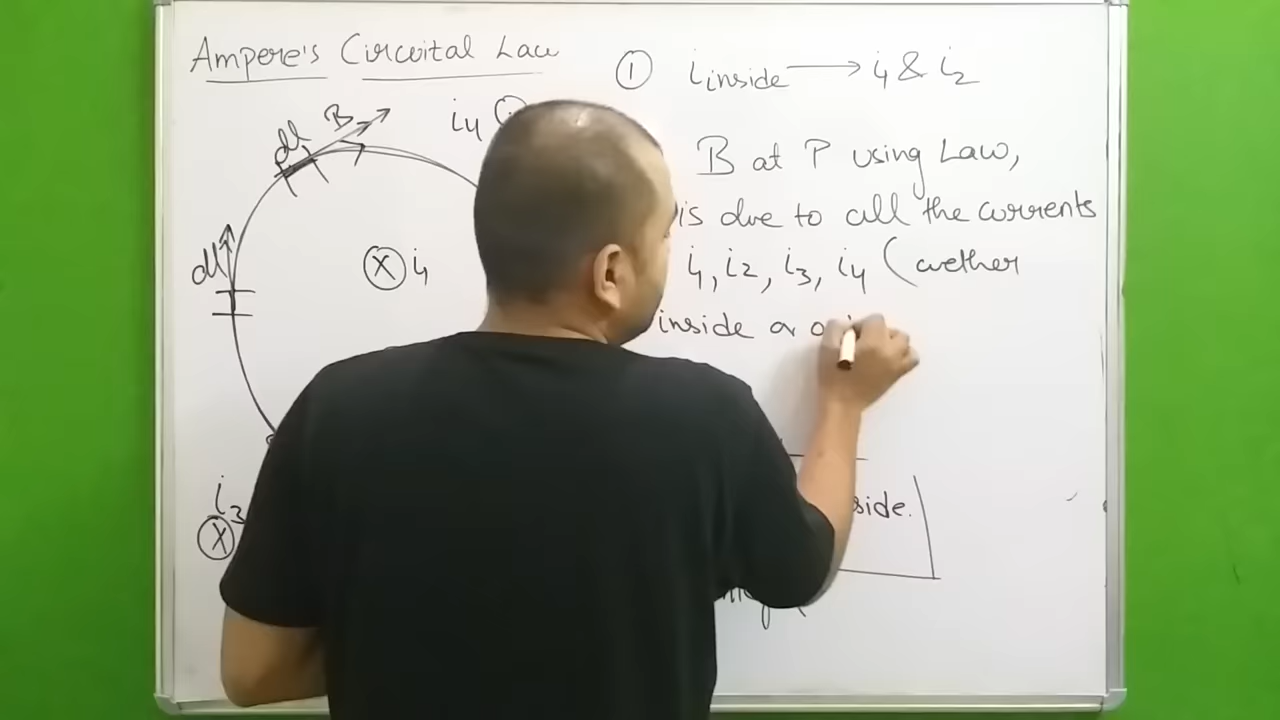 Ampere's Circuital Law
① i inside → i1 & i2
B
dl
i4
B at P using Law,
is due to all the currents
i1, i2, i3, i4 (wether
inside or
dl
X i1
i3
X
side.